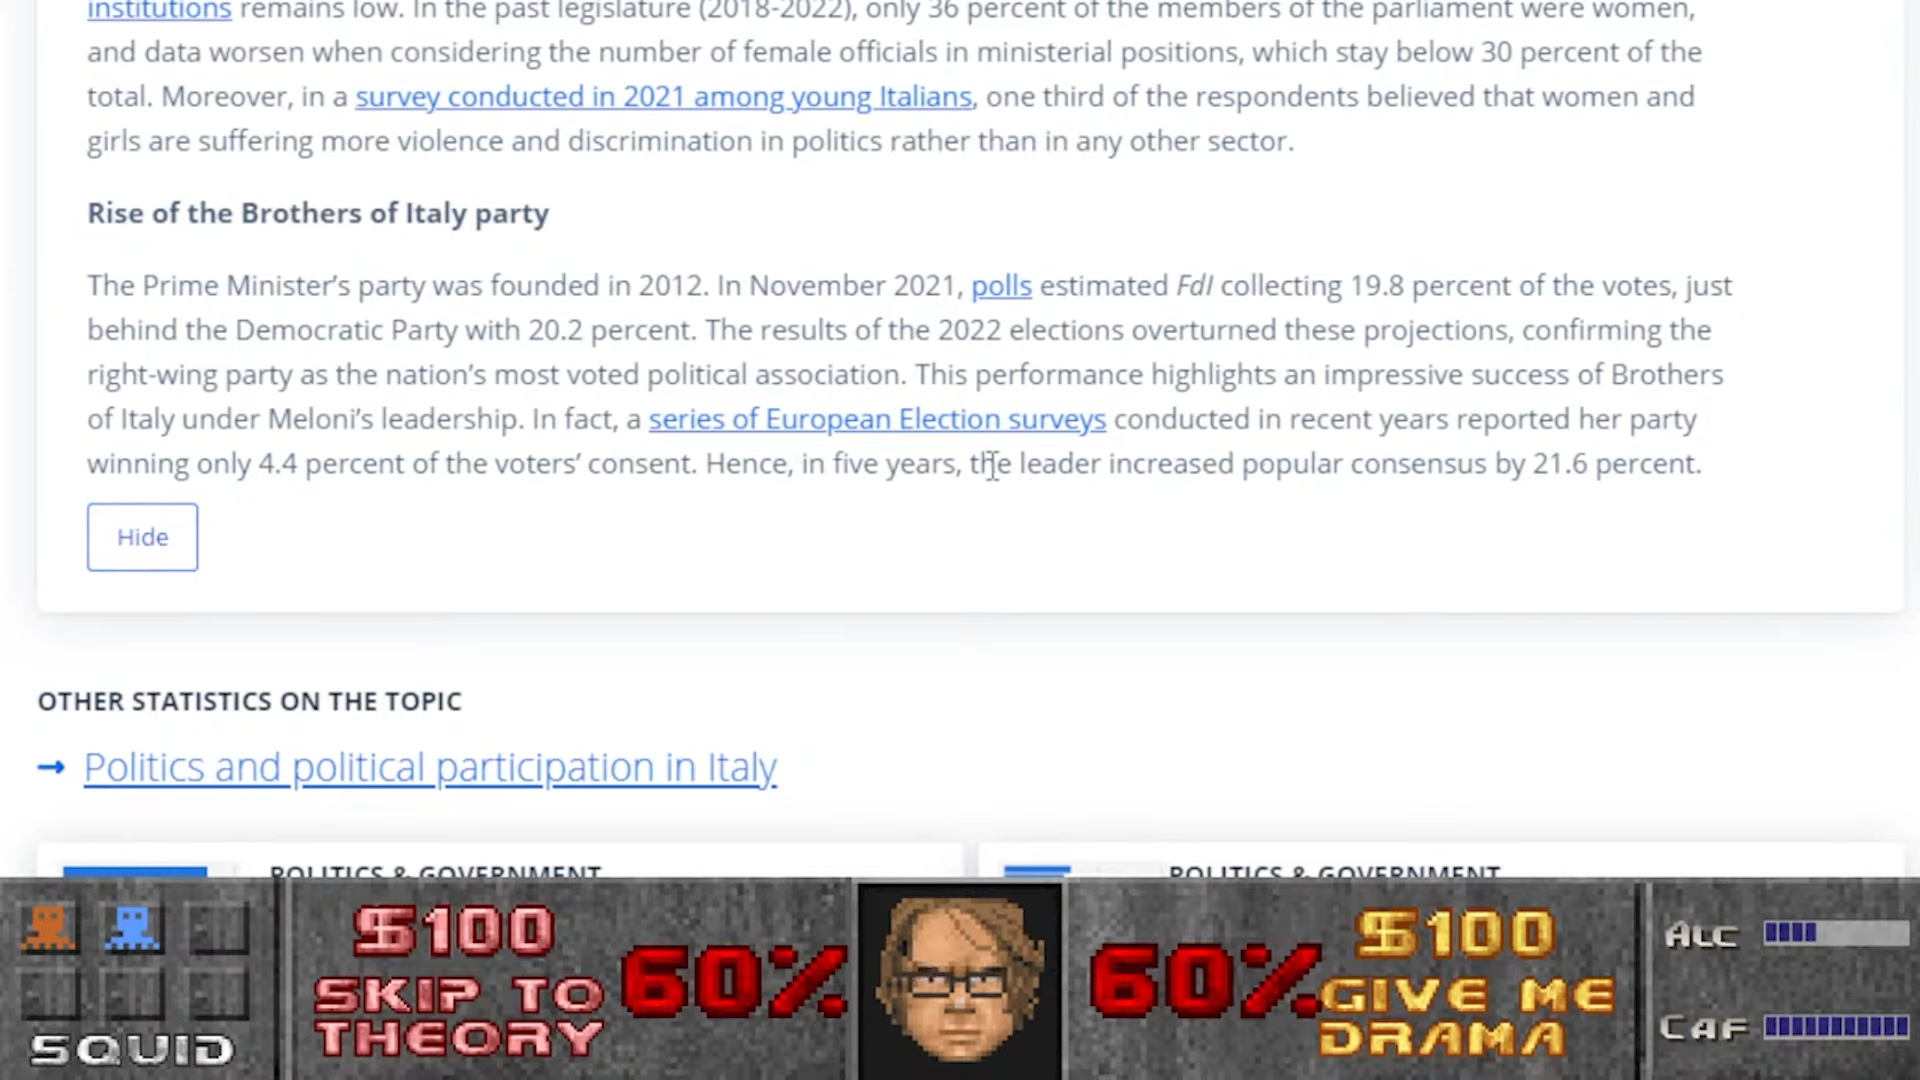 institutions remains low. In the past legislature (2018-2022), only 36 percent of the members of the parliament were women,
and data worsen when considering the number of female officials in ministerial positions, which stay below 30 percent of the
total. Moreover, in a survey conducted in 2021 among young Italians, one third of the respondents believed that women and
girls are suffering more violence and discrimination in politics rather than in any other sector.
Rise of the Brothers of Italy party
The Prime Minister’s party was founded in 2012. In November 2021, polls estimated FdI collecting 19.8 percent of the votes, just
behind the Democratic Party with 20.2 percent. The results of the 2022 elections overturned these projections, confirming the
right-wing party as the nation’s most voted political association. This performance highlights an impressive success of Brothers
of Italy under Meloni’s leadership. In fact, a series of European Election surveys conducted in recent years reported her party
winning only 4.4 percent of the voters’ consent. Hence, in five years, the leader increased popular consensus by 21.6 percent.
Hide
OTHER STATISTICS ON THE TOPIC
→ Politics and political participation in Italy
POLITICS & GOVERNMENT POLITICS & GOVERNMENT
$100
SKIP TO
THEORY
60%
60%
$100
GIVE ME
DRAMA
ALC
CAF
SQUID